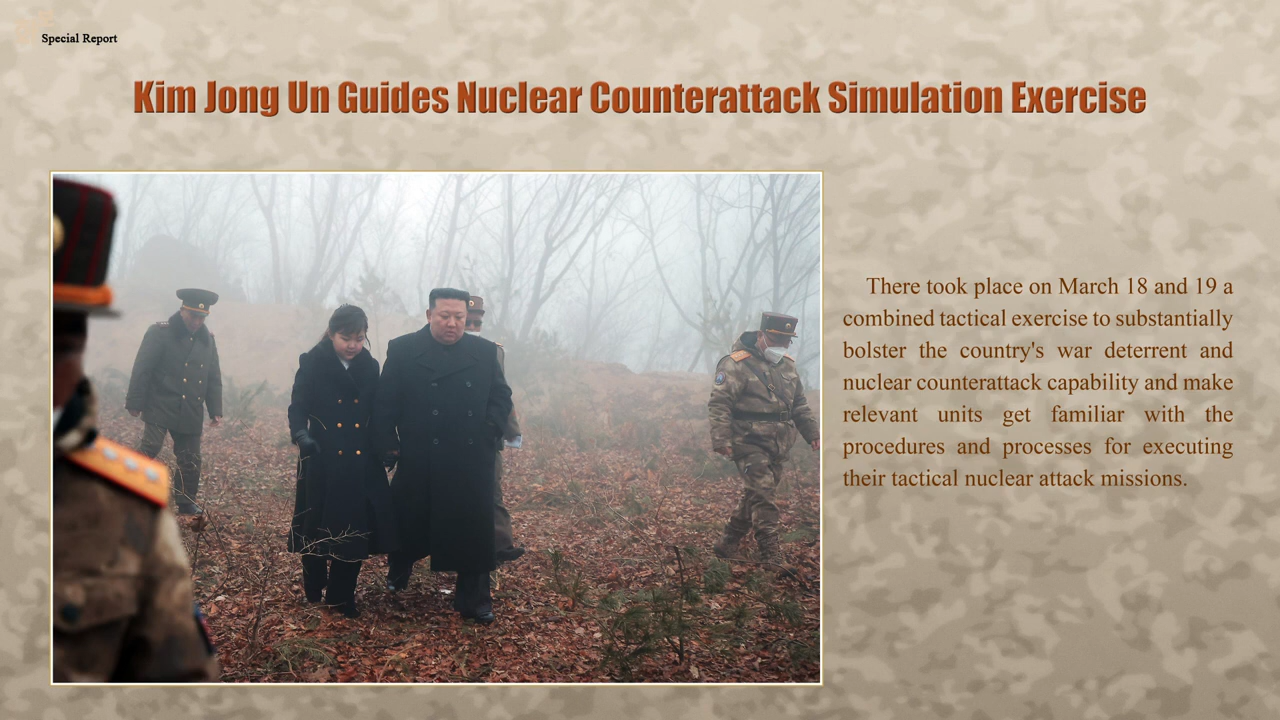 Special Report
Kim Jong Un Guides Nuclear Counterattack Simulation Exercise
There took place on March 18 and 19 a
combined tactical exercise to substantially
bolster the country's war deterrent and
nuclear counterattack capability and make
relevant units get familiar with the
procedures and processes for executing
their tactical nuclear attack missions.